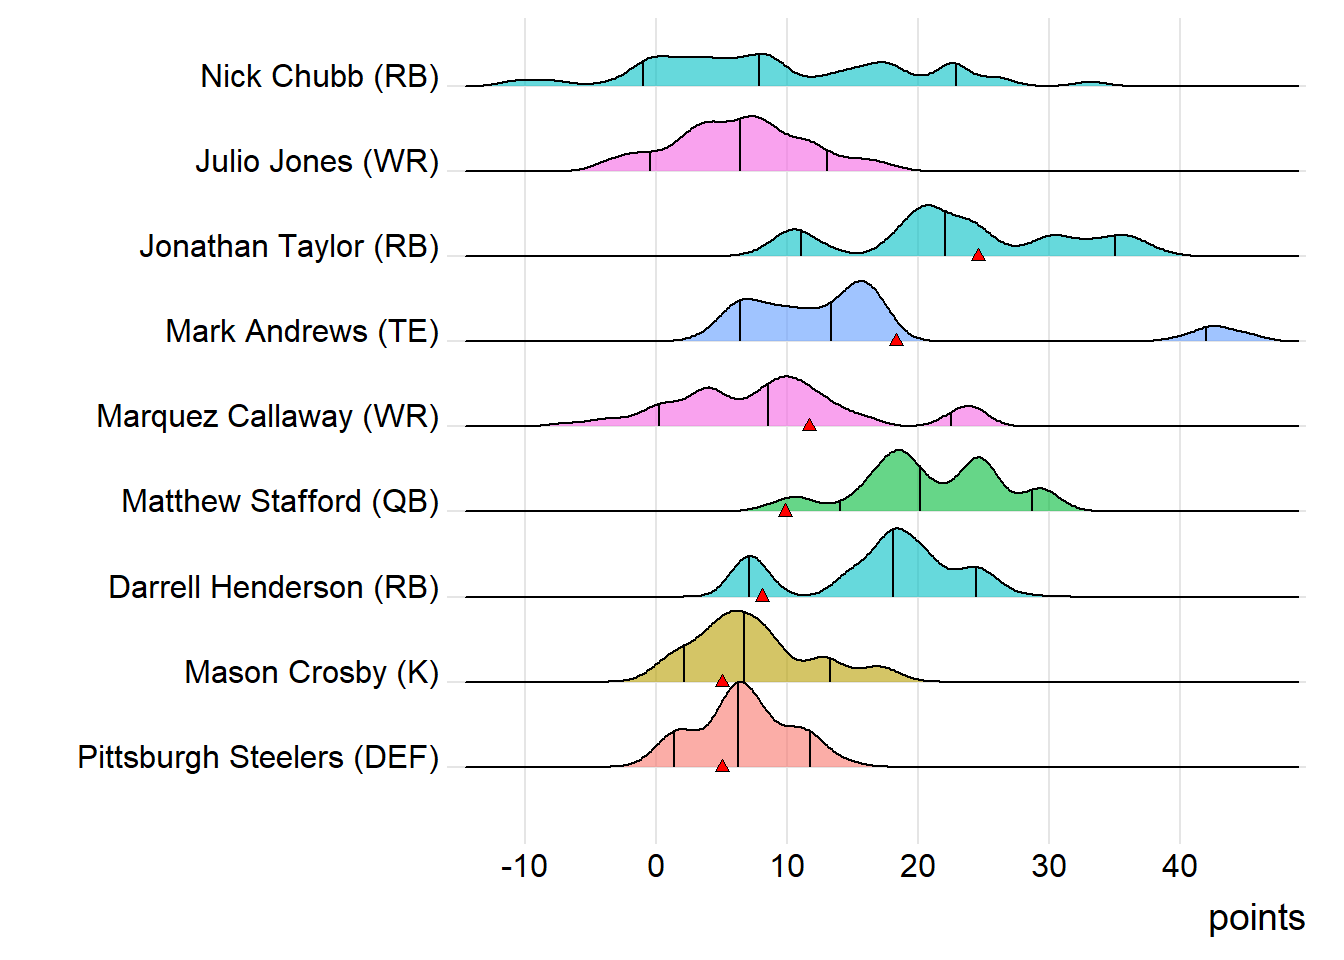 Nick Chubb (RB)
Julio Jones (WR)
Jonathan Taylor (RB)
Mark Andrews (TE)
Marquez Callaway (WR)
Matthew Stafford (QB)
Darrell Henderson (RB)
Mason Crosby (K)
Pittsburgh Steelers (DEF)
-10 0 10 20 30 40
points